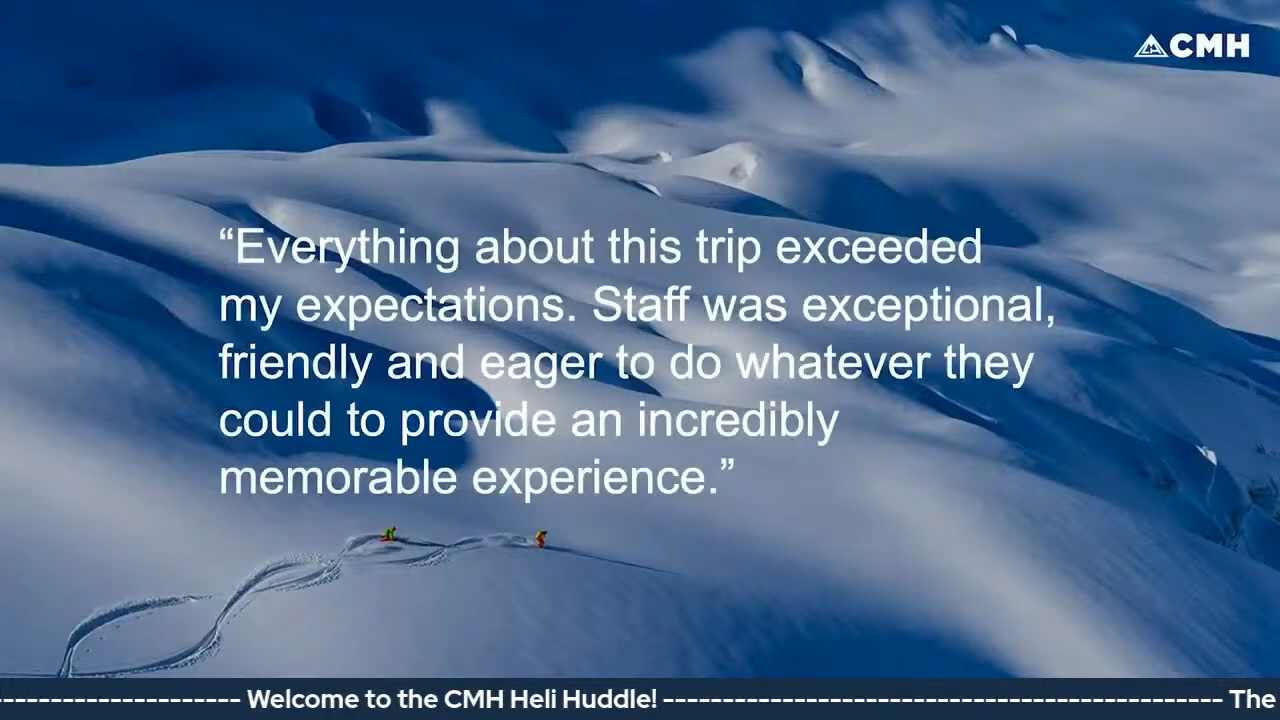 CMH
“Everything about this trip exceeded
my expectations. Staff was exceptional,
friendly and eager to do whatever they
could to provide an incredibly
memorable experience.”
--------------------- Welcome to the CMH Heli Huddle! -------------------------------------------------------- The